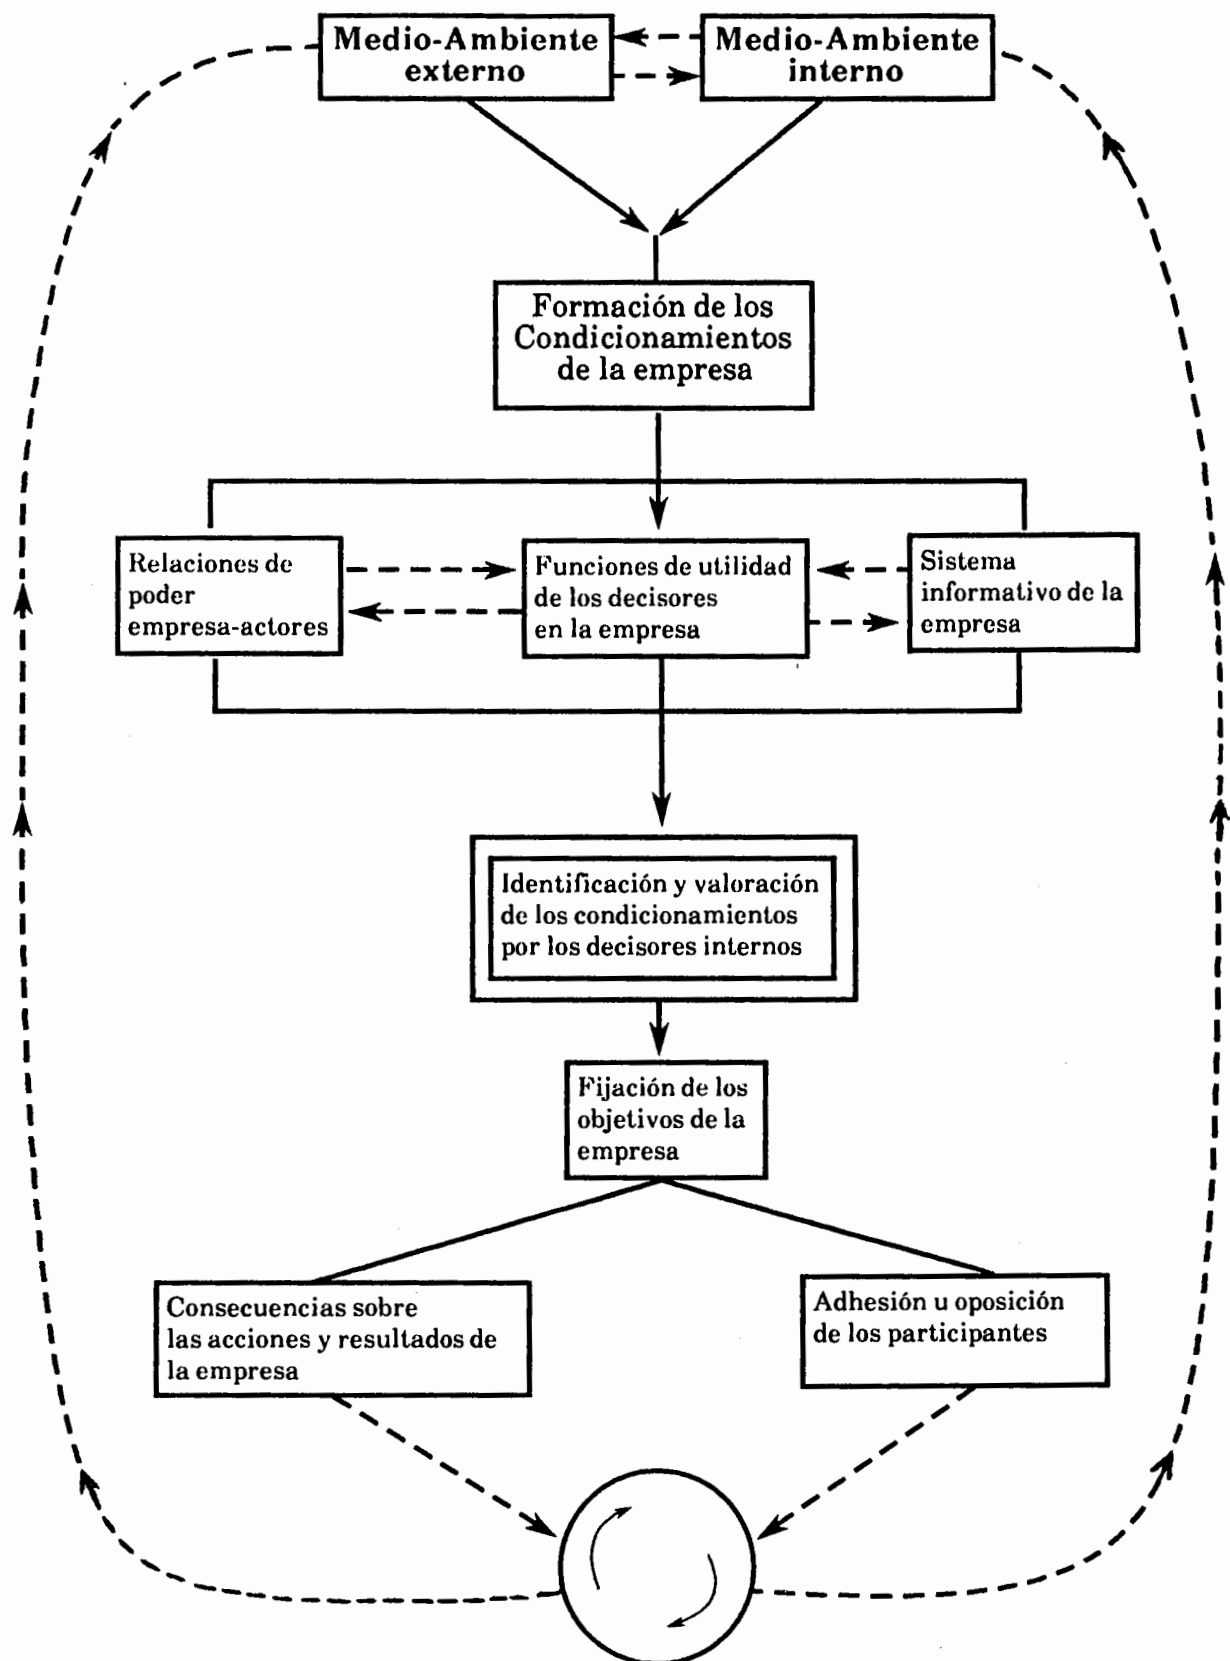 Medio-Ambiente
externo
Medio-Ambiente
interno
Formación de los
Condicionamientos
de la empresa
Relaciones de
poder
empresa-actores
Funciones de utilidad
de los decisores
en la empresa
Sistema
informativo de la
empresa
Identificación y valoración
de los condicionamientos
por los decisores internos
Fijación de los
objetivos de la
empresa
Consecuencias sobre
las acciones y resultados de
la empresa
Adhesión u oposición
de los participantes